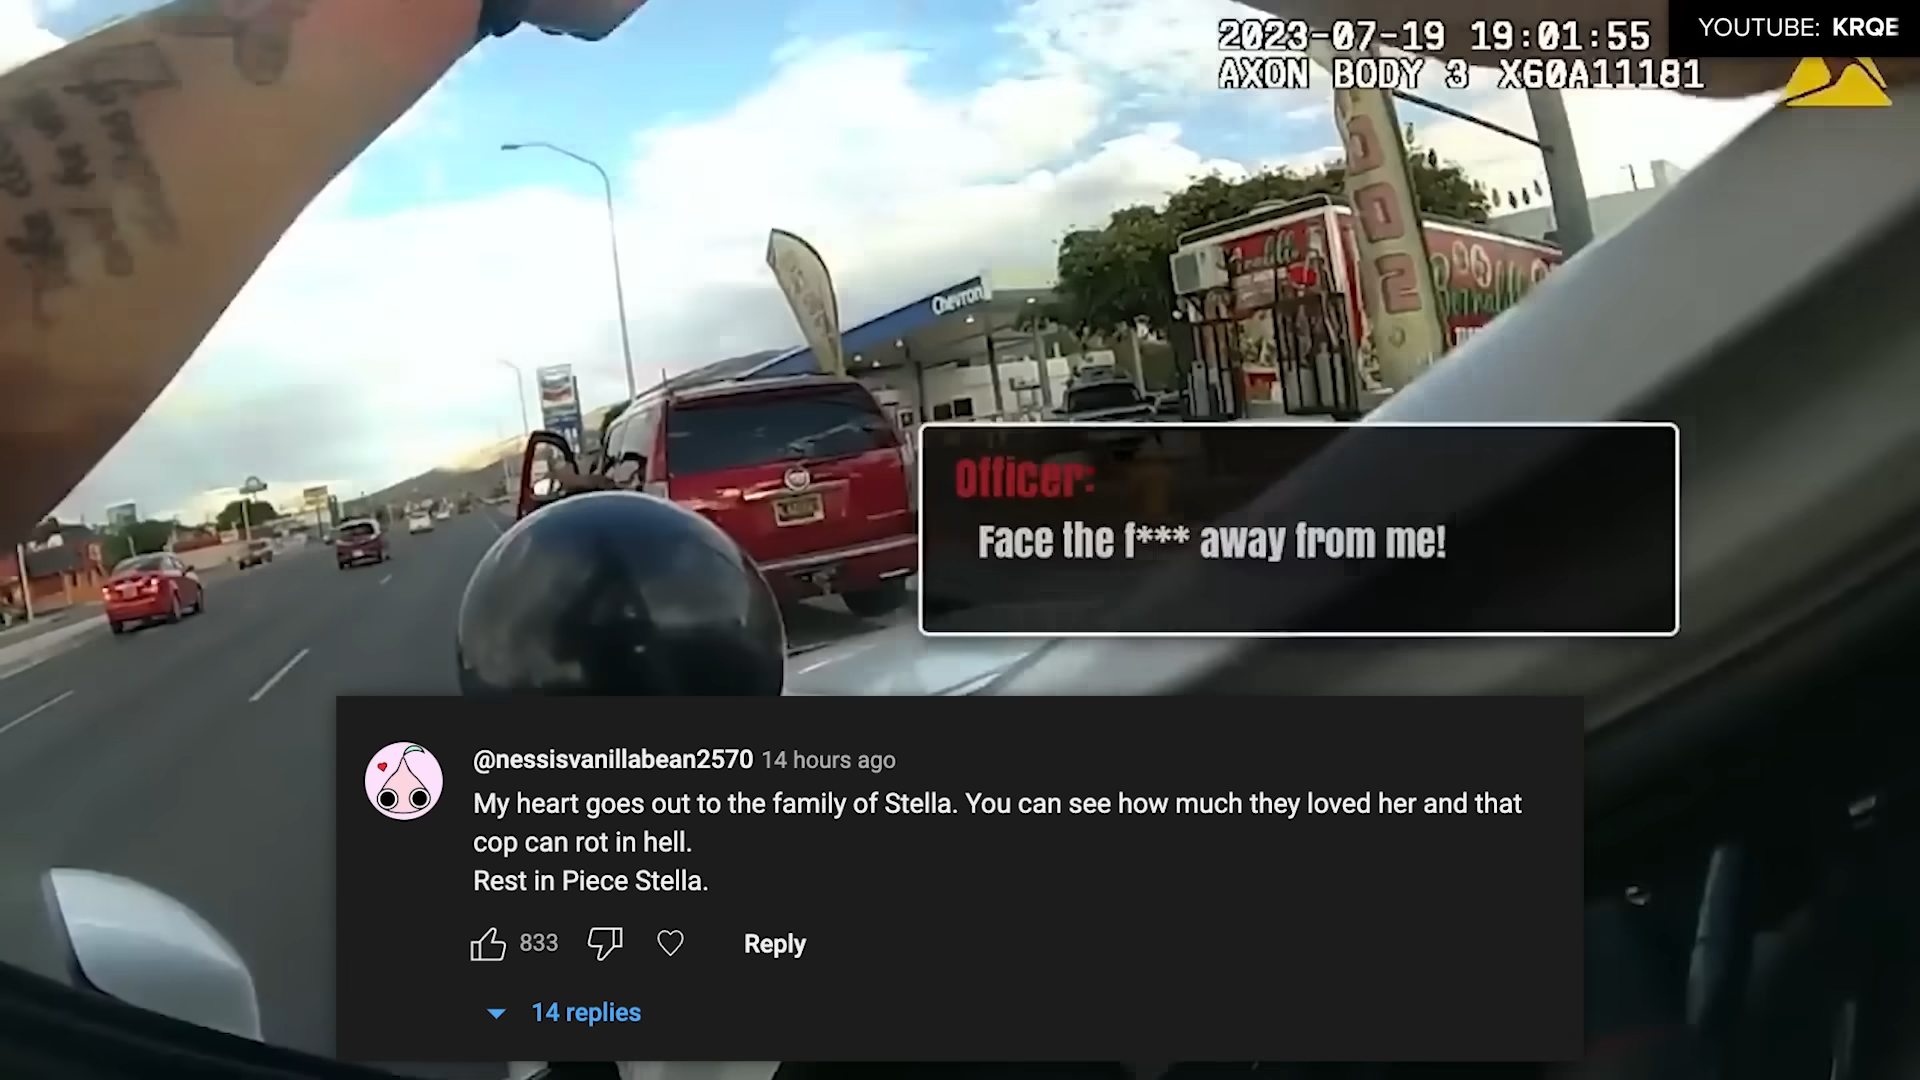 YOUTUBE: KRQE
2023-07-19 19:01:55
AXON BODY 3 X60A11181
Chevron
Officer:
Face the f*** away from me!
@nessisvanillabean2570 14 hours ago
My heart goes out to the family of Stella. You can see how much they loved her and that
cop can rot in hell.
Rest in Piece Stella.
833
Reply
14 replies